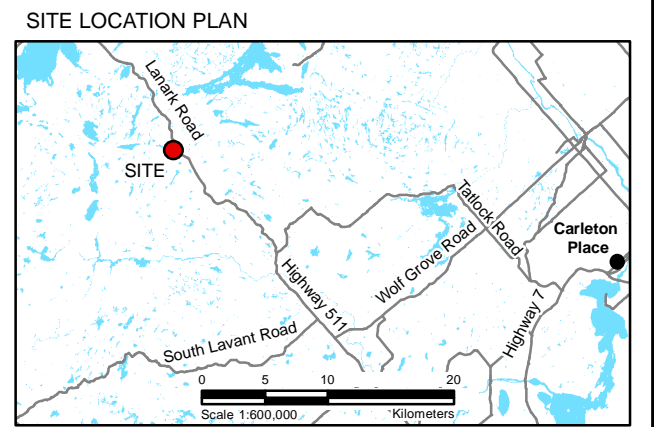 SITE LOCATION PLAN
Lanark Road
SITE
Tatlock Road
Carleton
Place
Wolf Grove Road
Highway 511
Highway 7
South Lavant Road
0 5 10 20
Scale 1:600,000 Kilometers